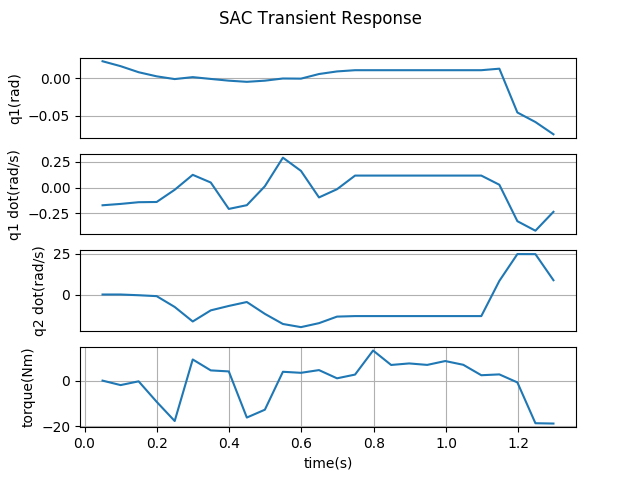 SAC Transient Response
q1(rad)
0.00
−0.05
q1 dot(rad/s)
0.25
0.00
−0.25
q2 dot(rad/s)
25
0
torque(Nm)
0
−20
0.0 0.2 0.4 0.6 0.8 1.0 1.2
time(s)